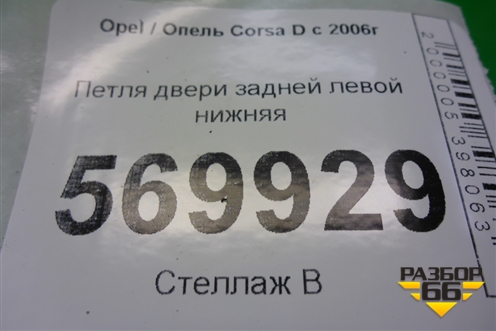 Opel / Опель Corsa D с 2006г
Петля двери задней левой
нижняя
569929
Стеллаж В
2000005398063
РАЗБОР
66